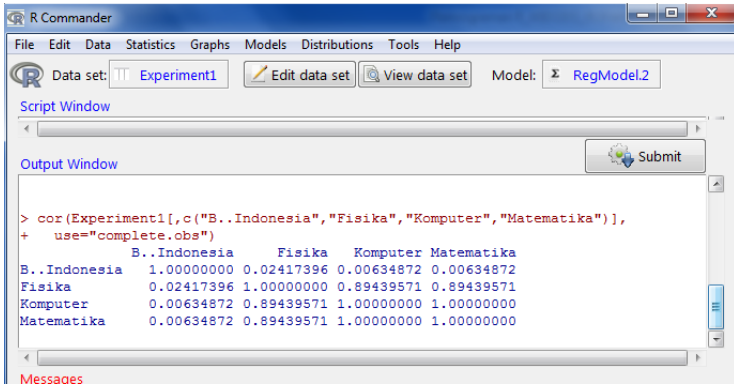 R Commander
File Edit Data Statistics Graphs Models Distributions Tools Help
R Data set: Experiment1 Edit data set View data set Model: Σ RegModel.2
Script Window
Submit
Output Window
> cor(Experiment1[,c("B..Indonesia","Fisika","Komputer","Matematika")],
+ use="complete.obs")
B..Indonesia Fisika Komputer Matematika
B..Indonesia 1.00000000 0.02417396 0.00634872 0.00634872
Fisika 0.02417396 1.00000000 0.89439571 0.89439571
Komputer 0.00634872 0.89439571 1.00000000 1.00000000
Matematika 0.00634872 0.89439571 1.00000000 1.00000000
Messages